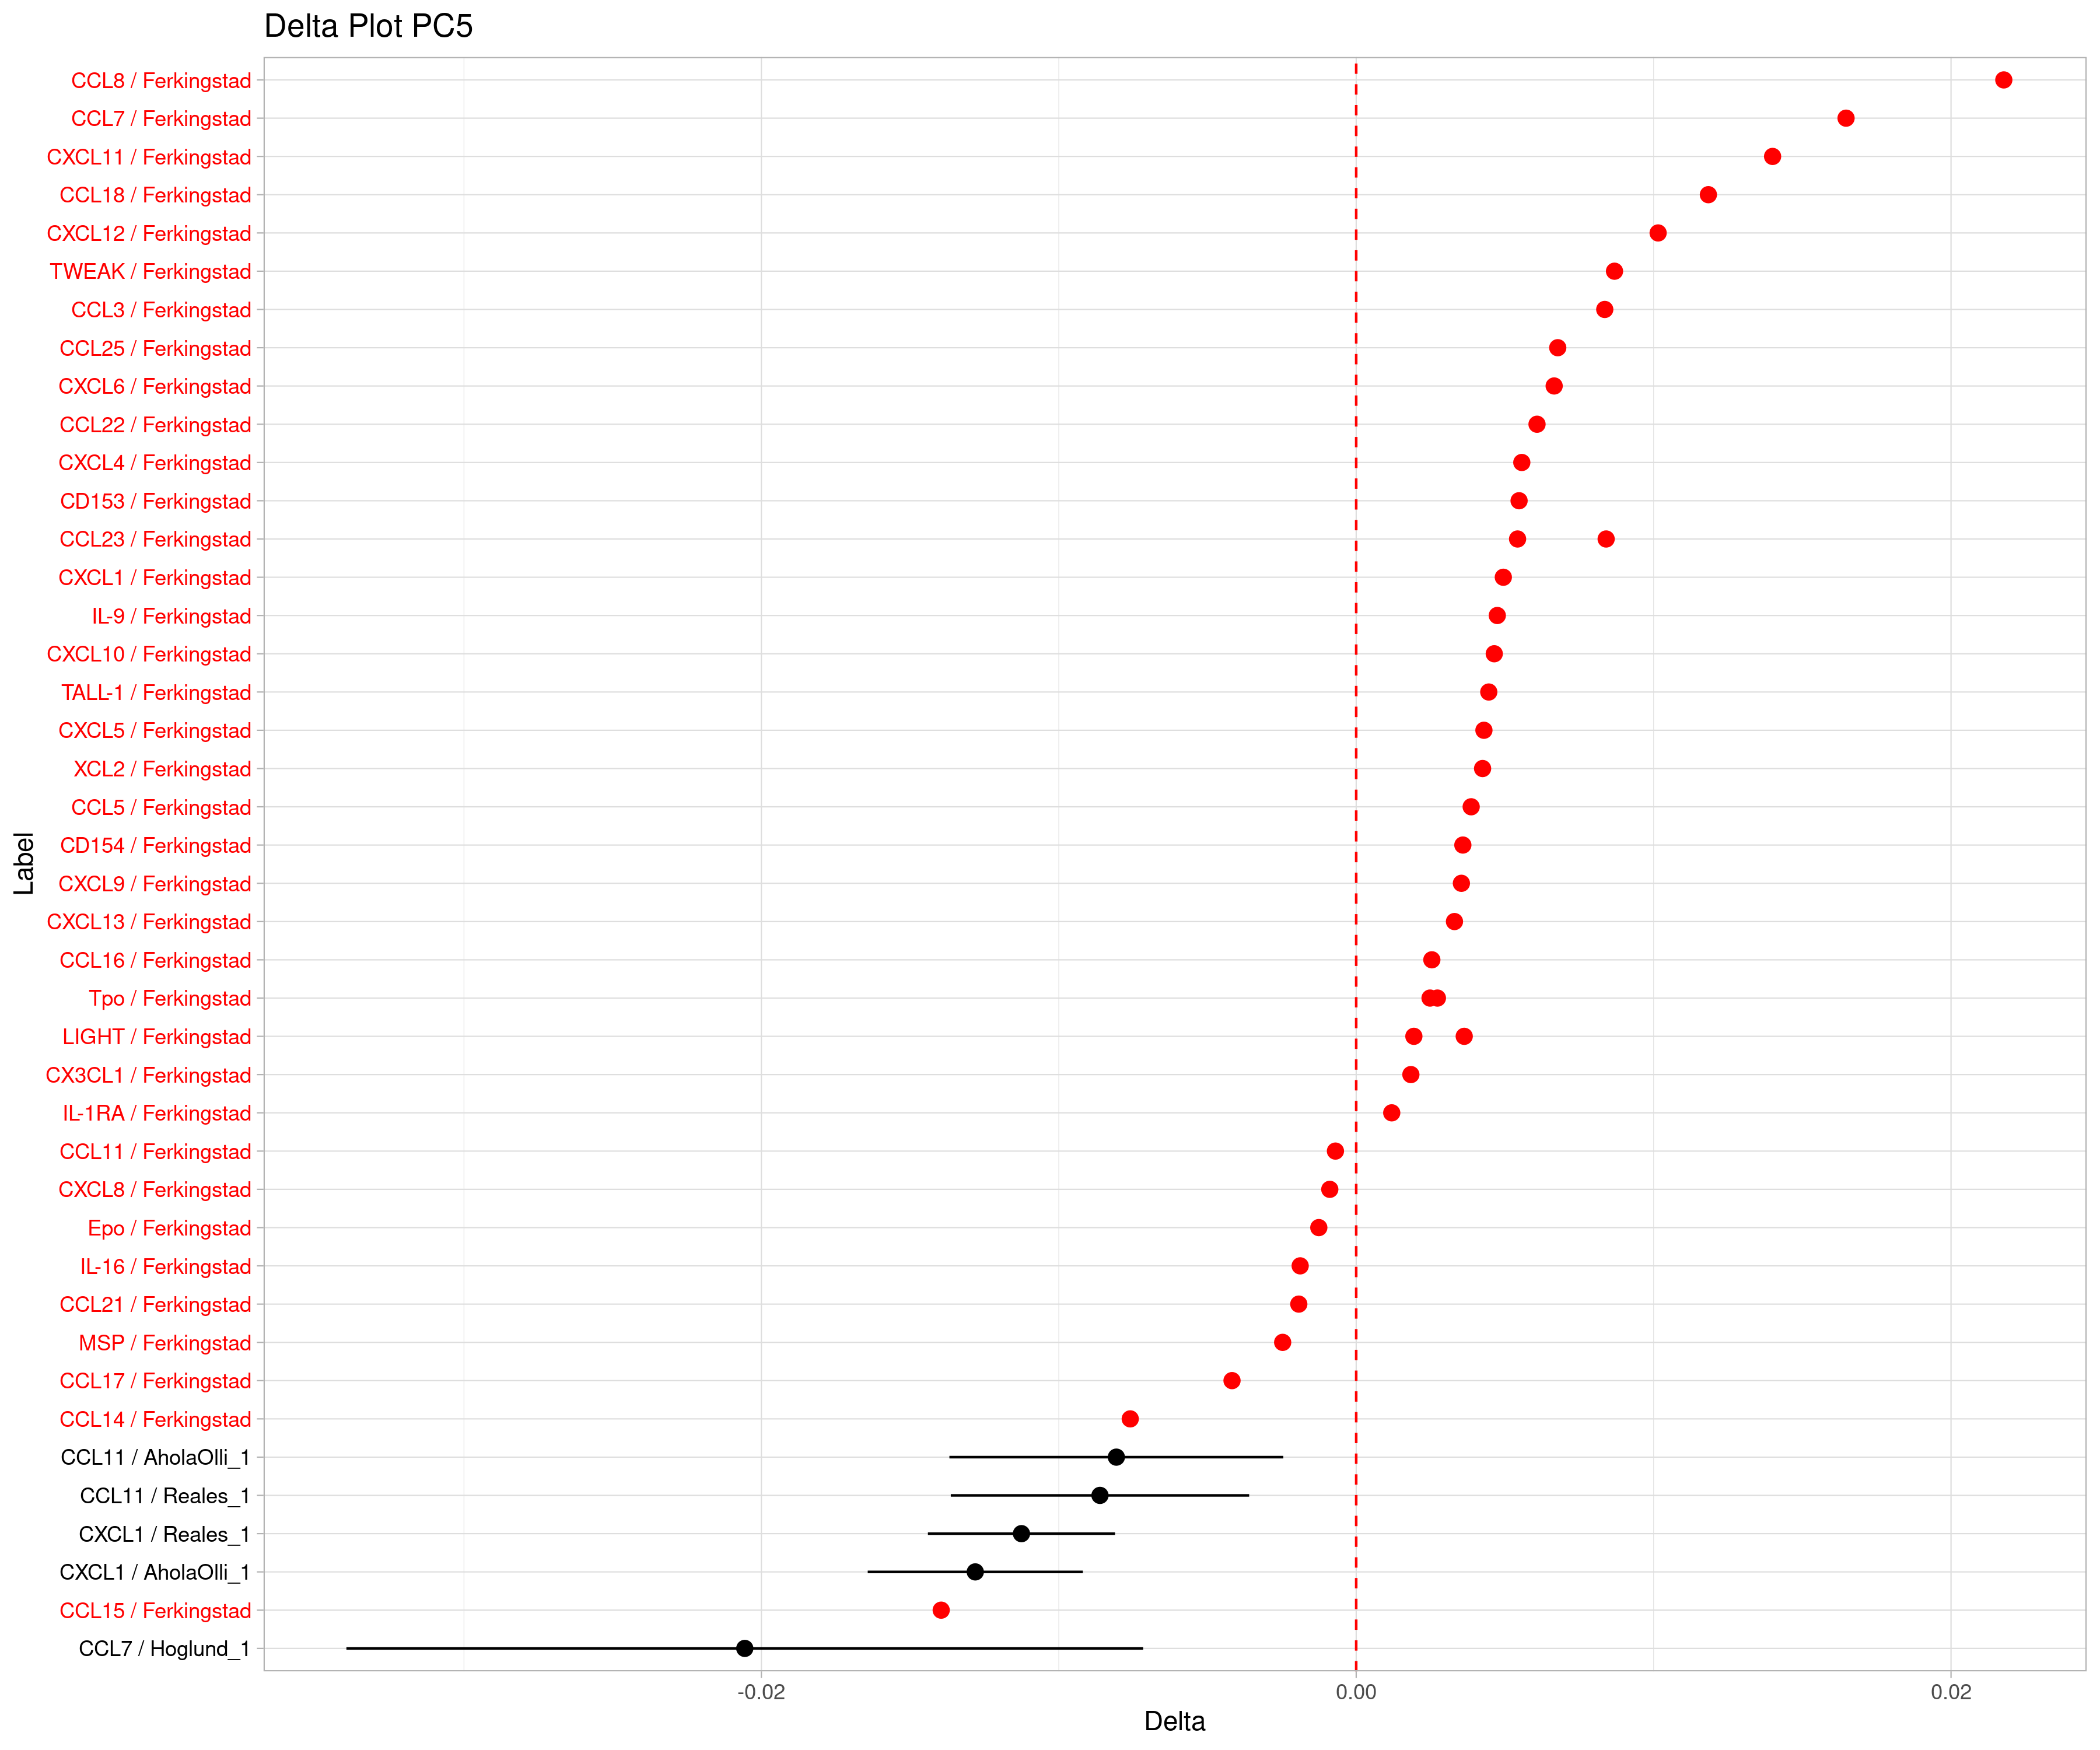 Delta Plot PC5
CCL8 / Ferkingstad
CCL7 / Ferkingstad
CXCL11 / Ferkingstad
CCL18 / Ferkingstad
CXCL12 / Ferkingstad
TWEAK / Ferkingstad
CCL3 / Ferkingstad
CCL25 / Ferkingstad
CXCL6 / Ferkingstad
CCL22 / Ferkingstad
CXCL4 / Ferkingstad
CD153 / Ferkingstad
CCL23 / Ferkingstad
CXCL1 / Ferkingstad
IL-9 / Ferkingstad
CXCL10 / Ferkingstad
TALL-1 / Ferkingstad
CXCL5 / Ferkingstad
XCL2 / Ferkingstad
CCL5 / Ferkingstad
CD154 / Ferkingstad
CXCL9 / Ferkingstad
CXCL13 / Ferkingstad
CCL16 / Ferkingstad
Tpo / Ferkingstad
LIGHT / Ferkingstad
CX3CL1 / Ferkingstad
IL-1RA / Ferkingstad
CCL11 / Ferkingstad
CXCL8 / Ferkingstad
Epo / Ferkingstad
IL-16 / Ferkingstad
CCL21 / Ferkingstad
MSP / Ferkingstad
CCL17 / Ferkingstad
CCL14 / Ferkingstad
CCL11 / AholaOlli_1
CCL11 / Reales_1
CXCL1 / Reales_1
CXCL1 / AholaOlli_1
CCL15 / Ferkingstad
CCL7 / Hoglund_1
Label
-0.02 0.00 0.02
Delta